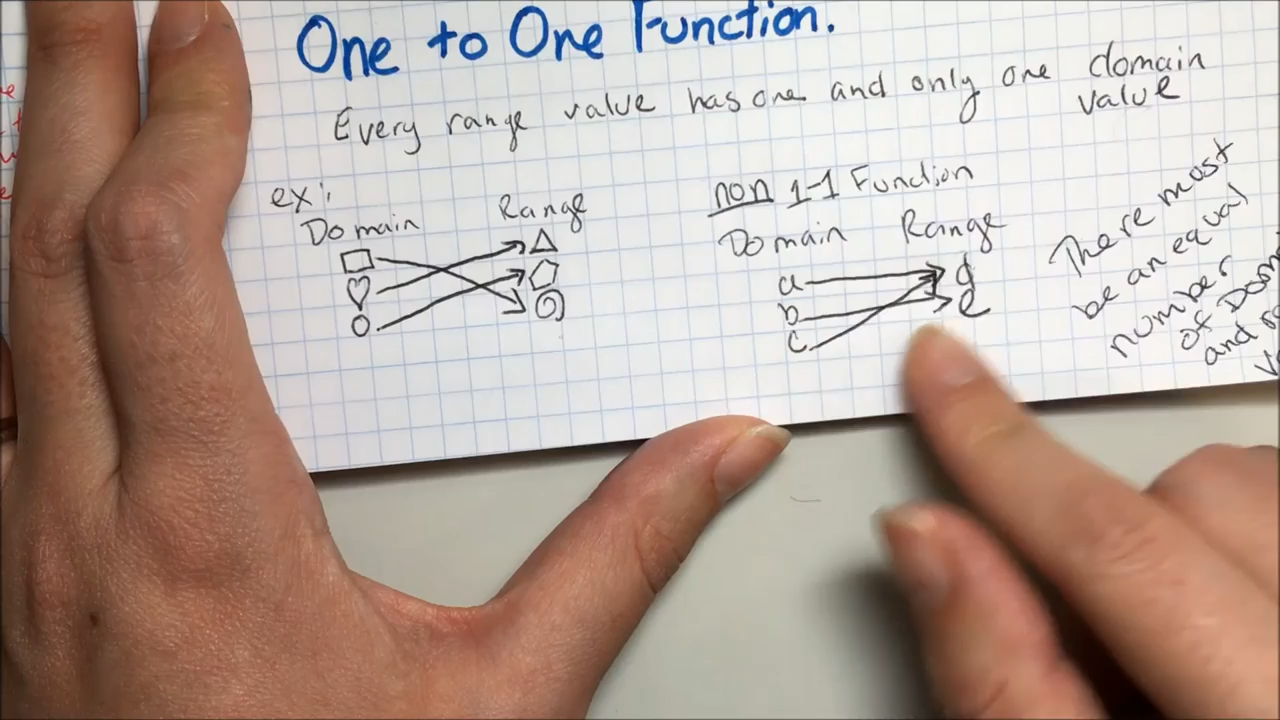 One to One Function.
Every range value has one and only one domain
value
ex:
Domain Range
non 1-1 Function
Domain Range
a d
b e
c
There most
be an equal
number
of Dom
and